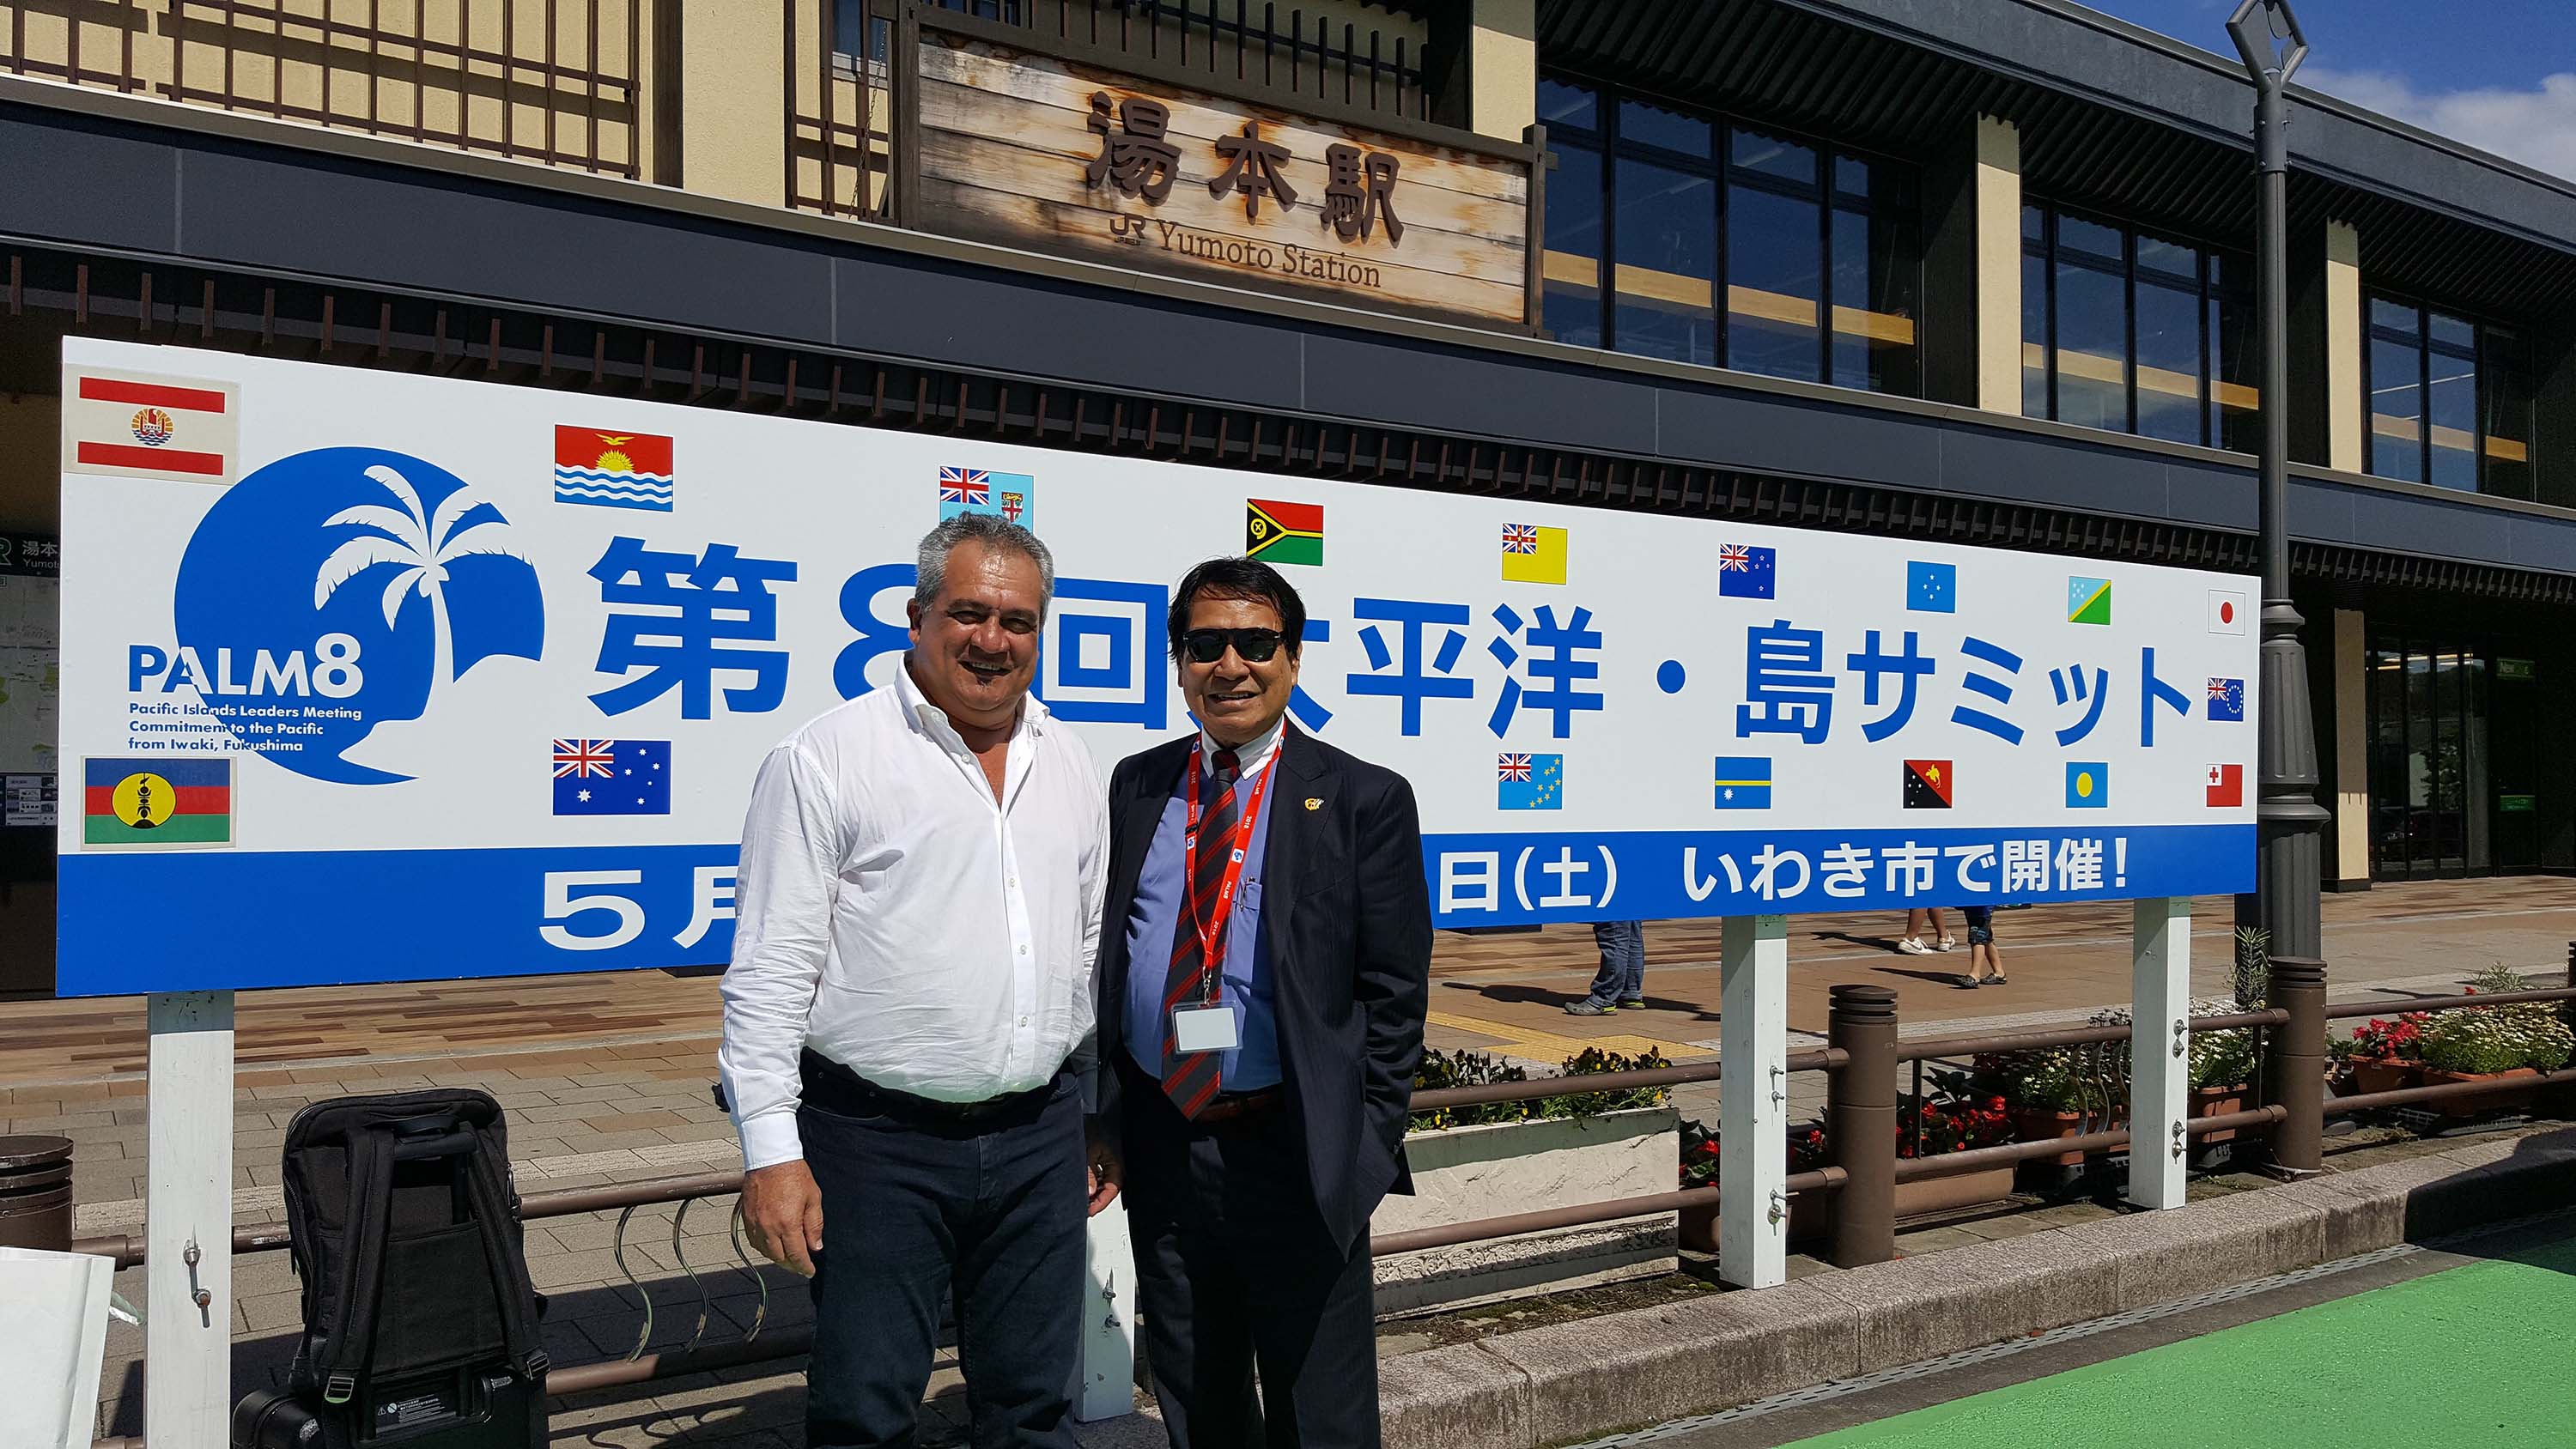 湯本駅
JR Yumoto Station
湯本
PALM8
Pacific Islands Leaders Meeting
Commitment to the Pacific
from Iwaki, Fukushima
第8回太平洋・島サミット
5月
日(土) いわき市で開催!